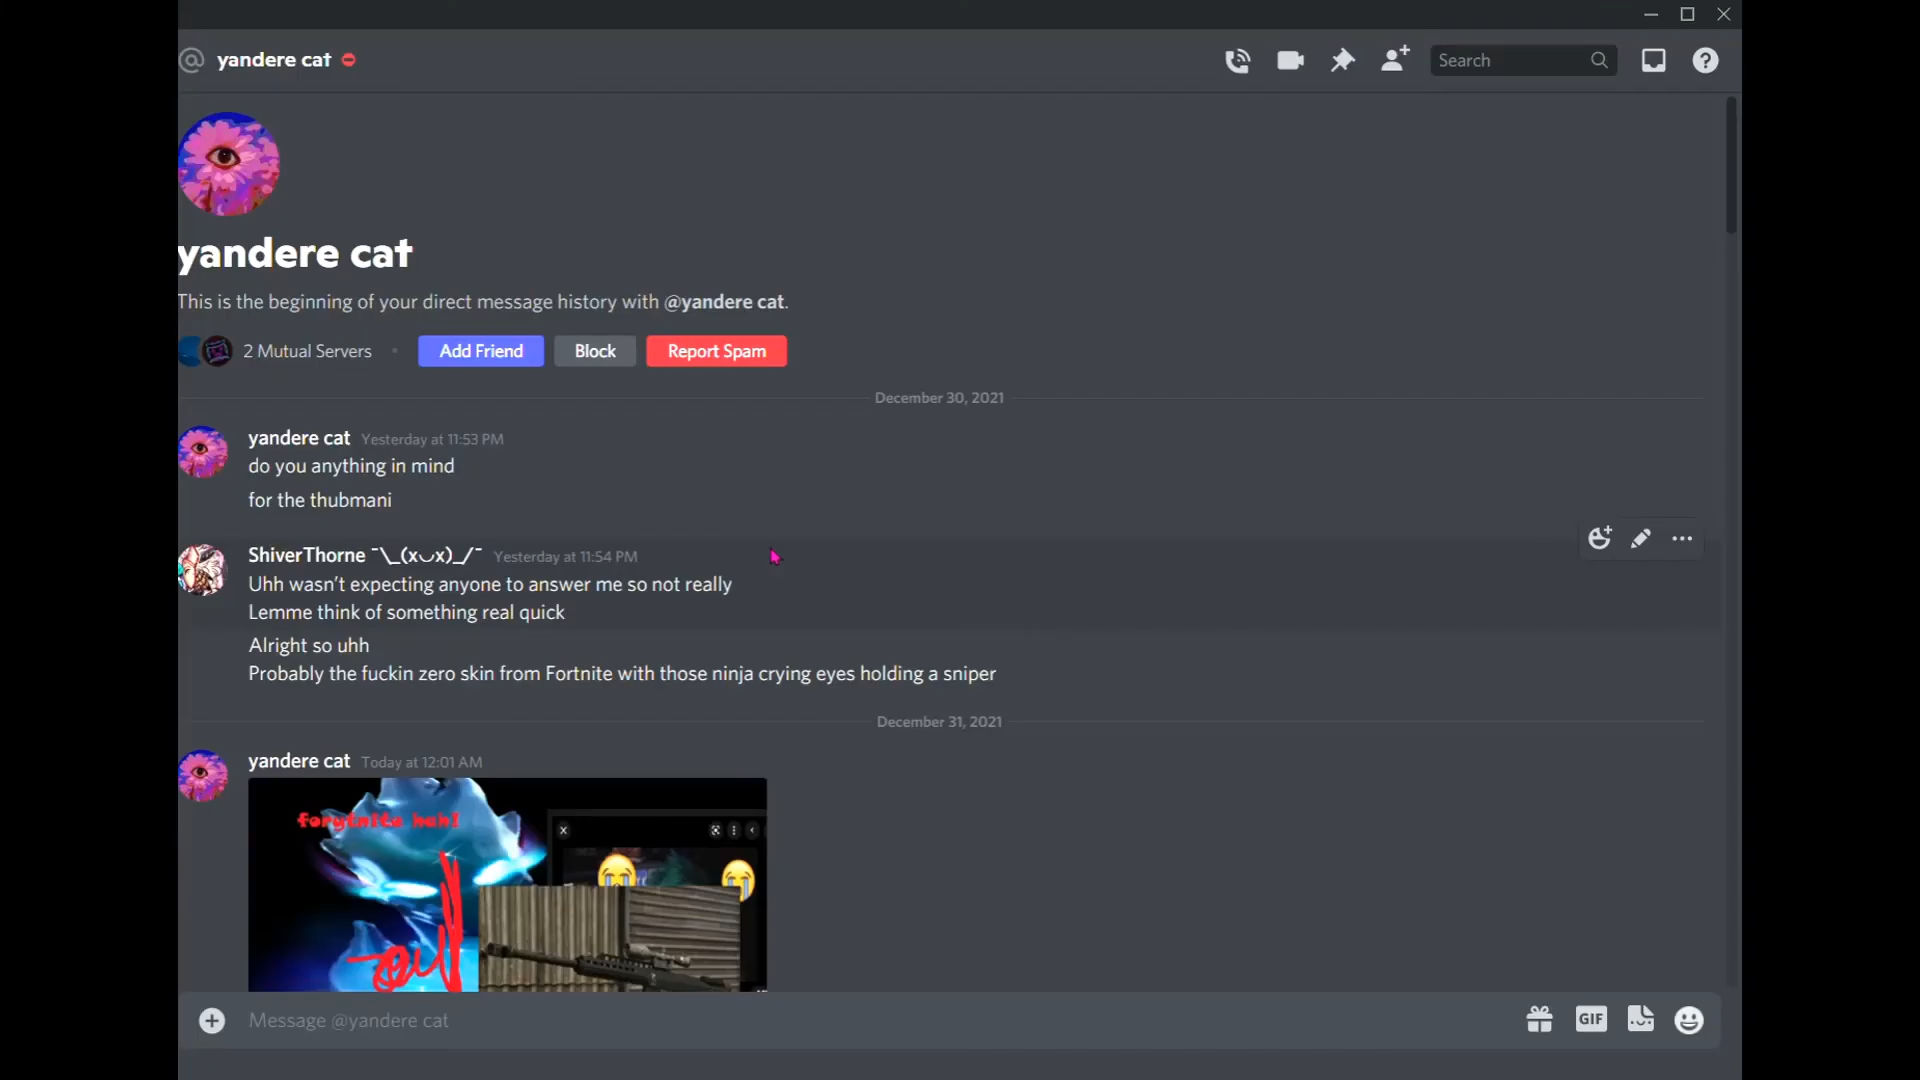 yandere cat
Search
yandere cat
This is the beginning of your direct message history with @yandere cat.
2 Mutual Servers
Add Friend
Block
Report Spam
December 30, 2021
yandere cat Yesterday at 11:53 PM
do you anything in mind
for the thubmani
ShiverThorne ¯\_(x◡x)_/¯ Yesterday at 11:54 PM
Uhh wasn't expecting anyone to answer me so not really
Lemme think of something real quick
Alright so uhh
Probably the fuckin zero skin from Fortnite with those ninja crying eyes holding a sniper
December 31, 2021
yandere cat Today at 12:01 AM
forytnite hah!
Message @yandere cat
GIF